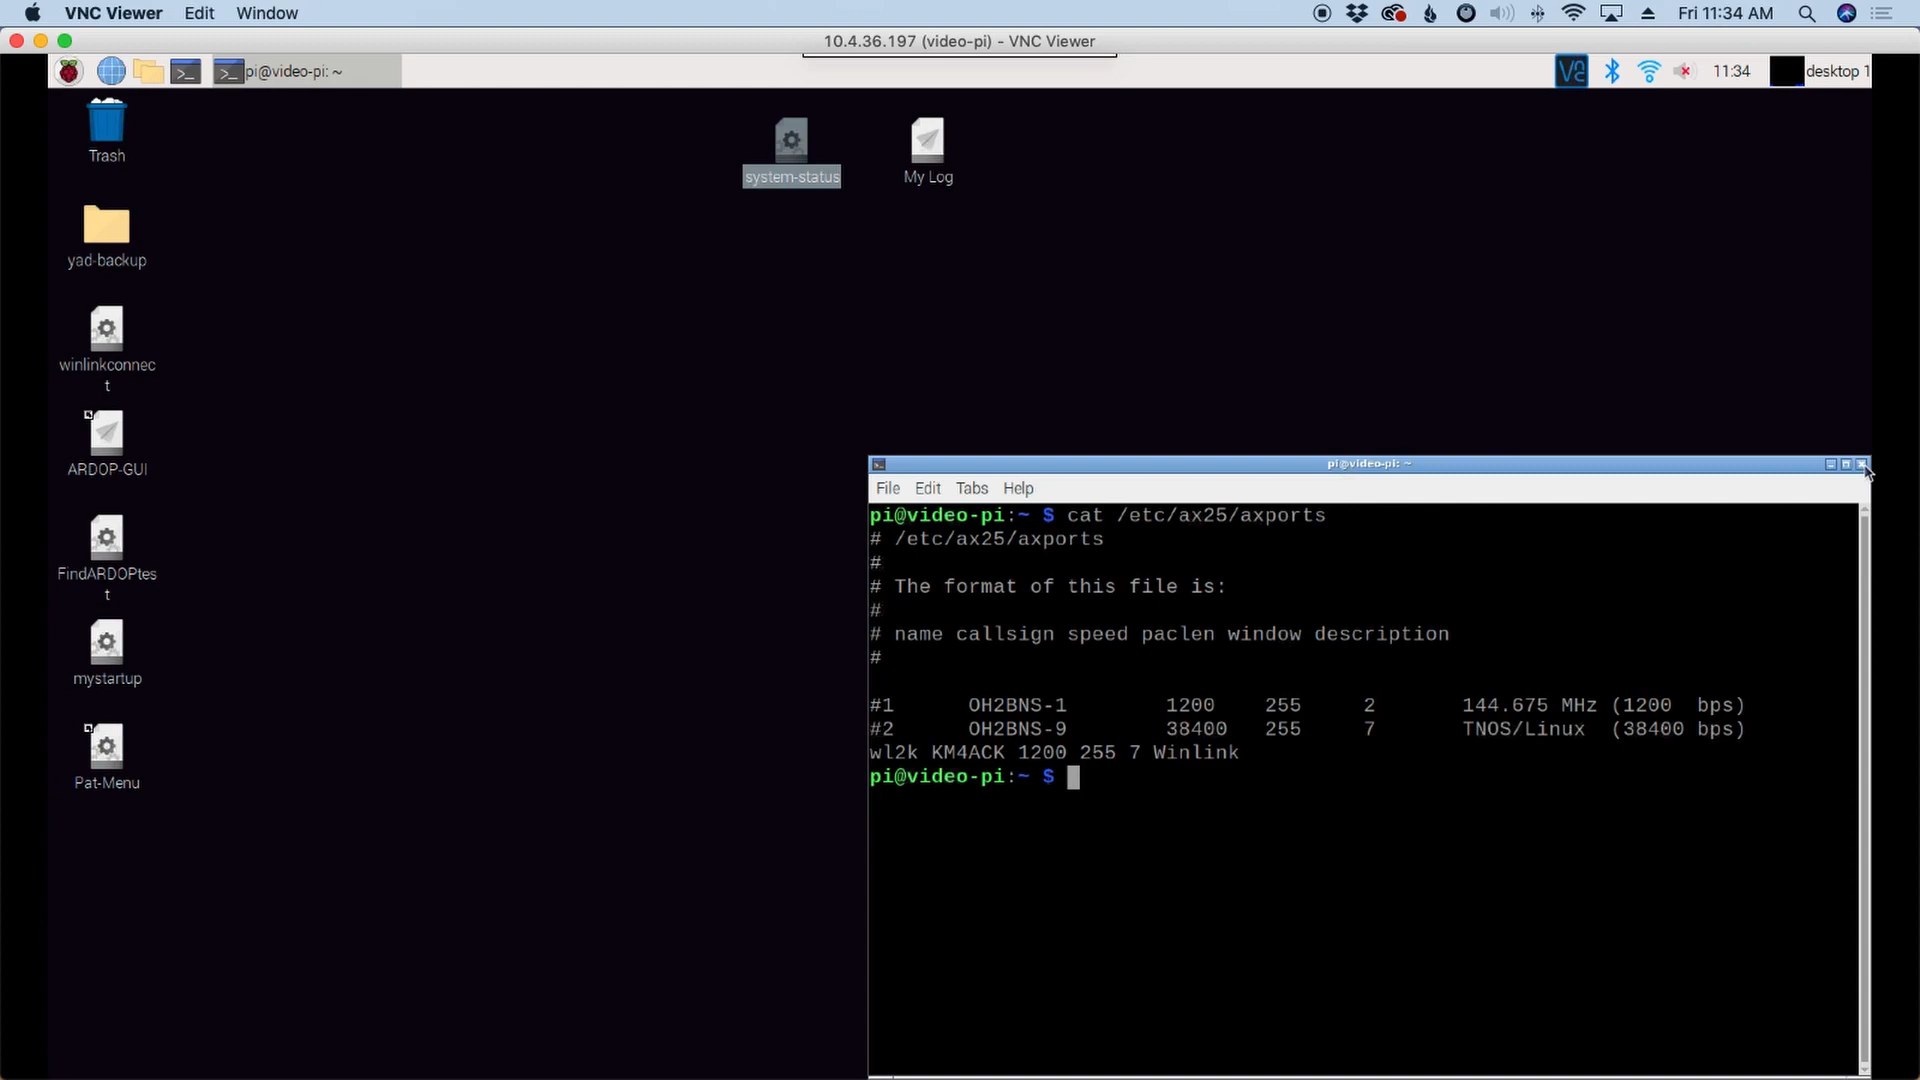 VNC Viewer Edit Window Fri 11:34 AM
10.4.36.197 (video-pi) - VNC Viewer
pi@video-pi: ~ 11:34 desktop 1
Trash
system-status
My Log
yad-backup
winlinkconnec
t
ARDOP-GUI
FindARDOPtes
t
mystartup
Pat-Menu
pi@video-pi: ~
File Edit Tabs Help
pi@video-pi:~ $ cat /etc/ax25/axports
# /etc/ax25/axports
#
# The format of this file is:
#
# name callsign speed paclen window description
#
#1 OH2BNS-1 1200 255 2 144.675 MHz (1200 bps)
#2 OH2BNS-9 38400 255 7 TNOS/Linux (38400 bps)
wl2k KM4ACK 1200 255 7 Winlink
pi@video-pi:~ $